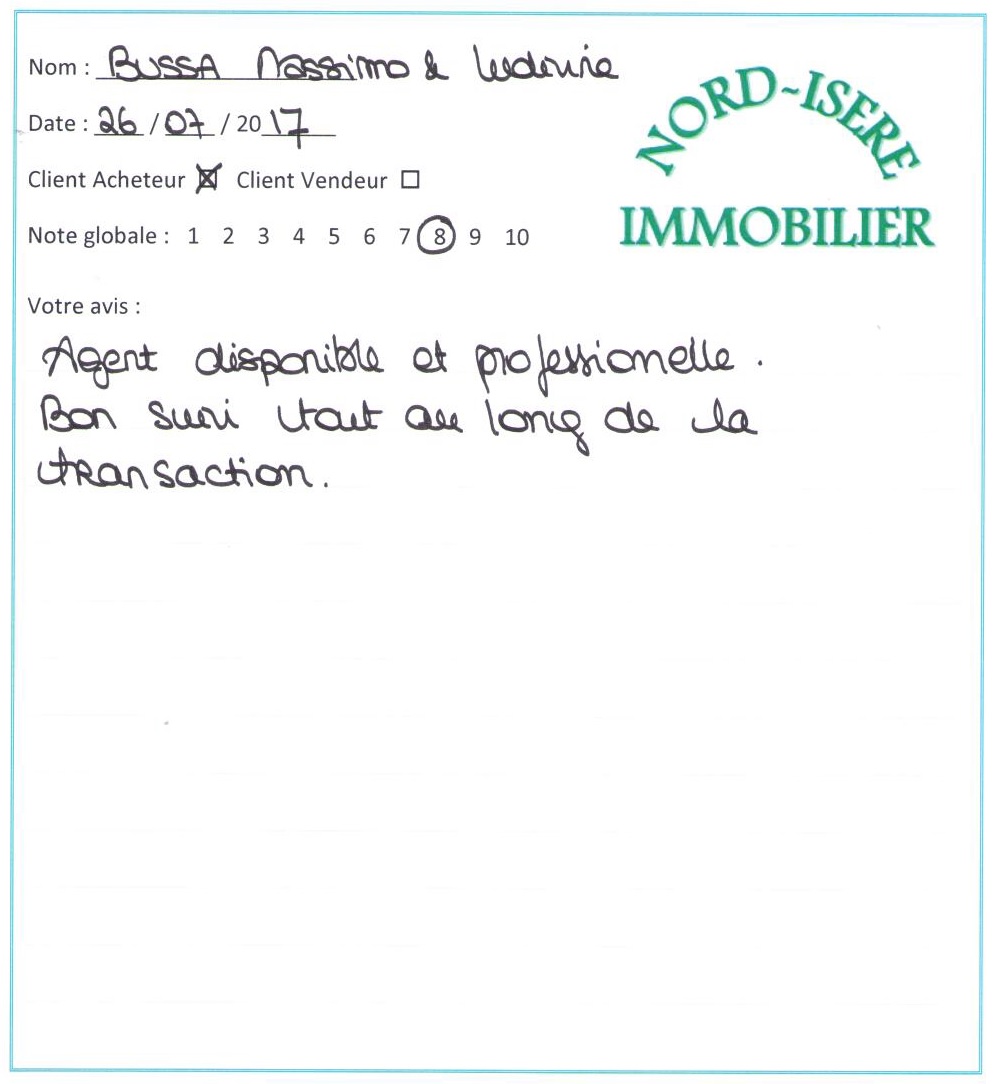 Nom : BUSSA Massimo & Ludivine
NORD-ISERE
IMMOBILIER
Date : 26 / 07 / 2017
Client Acheteur ☒ Client Vendeur ☐
Note globale : 1 2 3 4 5 6 7 8 9 10
Votre avis :
Agent disponible et professionelle.
Bon suivi tout au long de la
transaction.